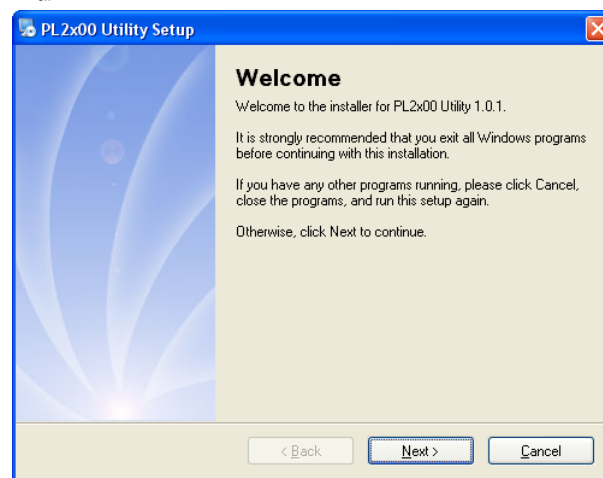 PL2x00 Utility Setup
Welcome
Welcome to the installer for PL2x00 Utility 1.0.1.
It is strongly recommended that you exit all Windows programs
before continuing with this installation.
If you have any other programs running, please click Cancel,
close the programs, and run this setup again.
Otherwise, click Next to continue.
< Back
Next >
Cancel